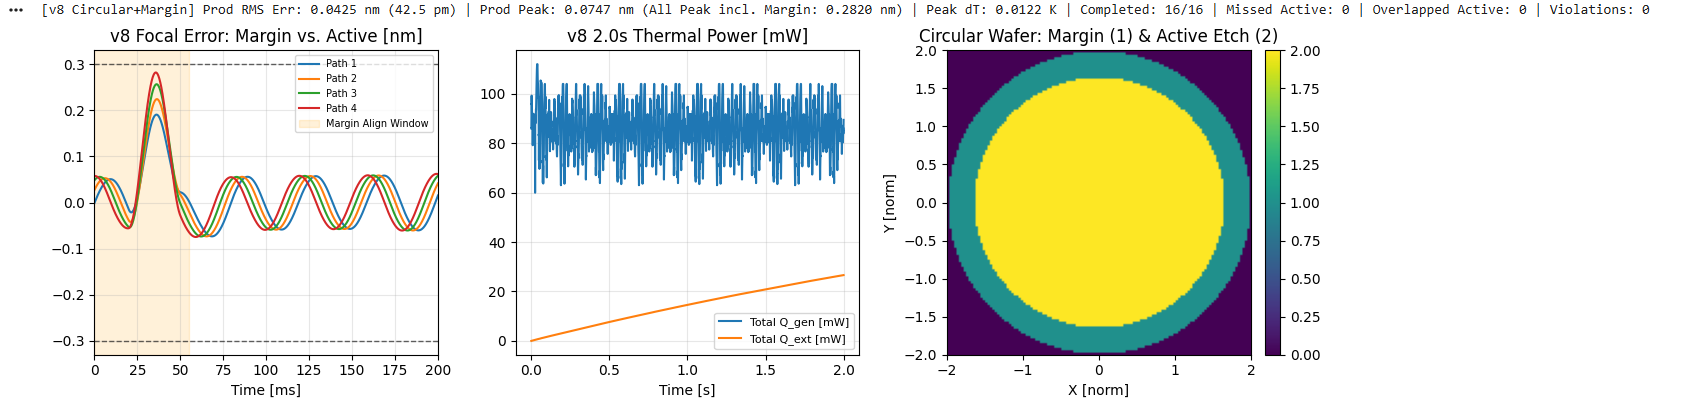 ••• [v8 Circular+Margin] Prod RMS Err: 0.0425 nm (42.5 pm) | Prod Peak: 0.0747 nm (All Peak incl. Margin: 0.2820 nm) | Peak dT: 0.0122 K | Completed: 16/16 | Missed Active: 0 | Overlapped Active: 0 | Violations: 0
v8 Focal Error: Margin vs. Active [nm]
0.3
0.2
0.1
0.0
−0.1
−0.2
−0.3
Path 1
Path 2
Path 3
Path 4
Margin Align Window
0 25 50 75 100 125 150 175 200
Time [ms]
v8 2.0s Thermal Power [mW]
100
80
60
40
20
0
Total Q_gen [mW]
Total Q_ext [mW]
0.0 0.5 1.0 1.5 2.0
Time [s]
Circular Wafer: Margin (1) & Active Etch (2)
Y [norm]
2.0
1.5
1.0
0.5
0.0
−0.5
−1.0
−1.5
−2.0
−2 −1 0 1 2
X [norm]
2.00
1.75
1.50
1.25
1.00
0.75
0.50
0.25
0.00